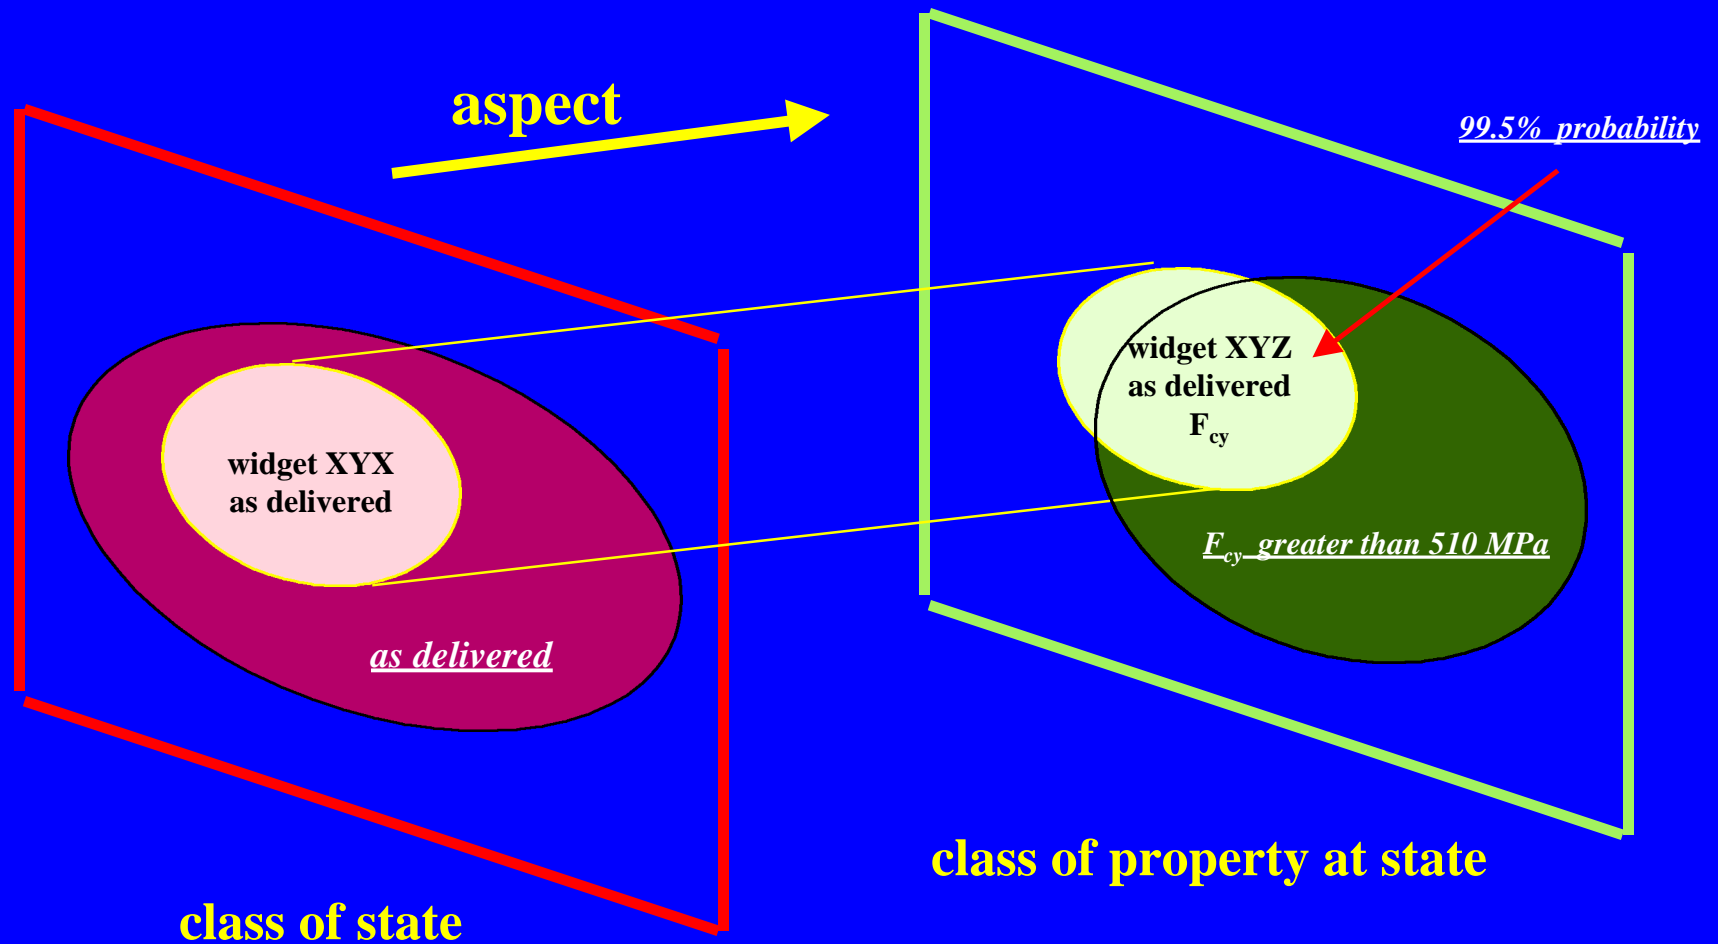 aspect
99.5% probability
widget XYZ
as delivered
Fcy
widget XYX
as delivered
Fcy greater than 510 MPa
as delivered
class of property at state
class of state